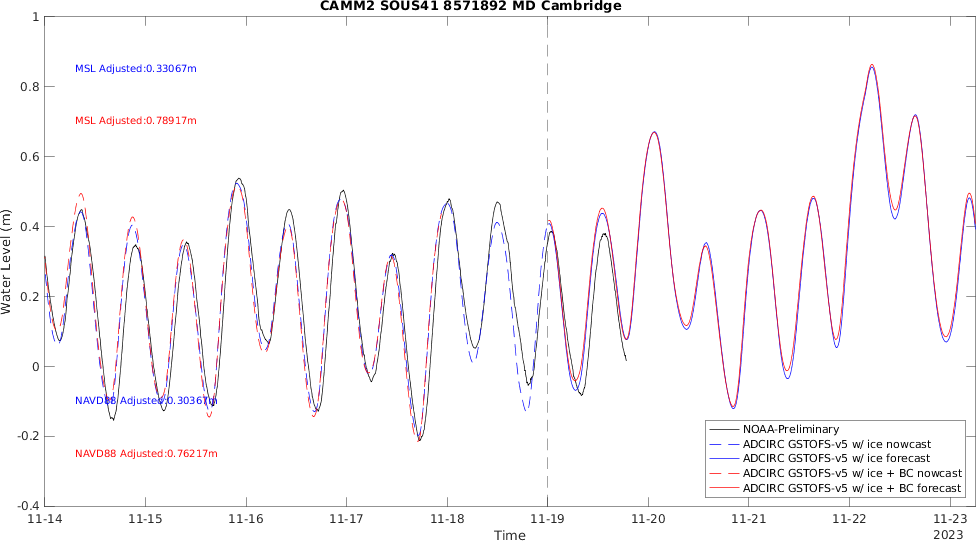 CAMM2 SOUS41 8571892 MD Cambridge
1
0.8
0.6
0.4
0.2
0
-0.2
-0.4
Water Level (m)
MSL Adjusted:0.33067m
MSL Adjusted:0.78917m
NAVD88 Adjusted:0.30367m
NAVD88 Adjusted:0.76217m
NOAA-Preliminary
ADCIRC GSTOFS-v5 w/ ice nowcast
ADCIRC GSTOFS-v5 w/ ice forecast
ADCIRC GSTOFS-v5 w/ ice + BC nowcast
ADCIRC GSTOFS-v5 w/ ice + BC forecast
11-14 11-15 11-16 11-17 11-18 11-19 11-20 11-21 11-22 11-23
Time
2023